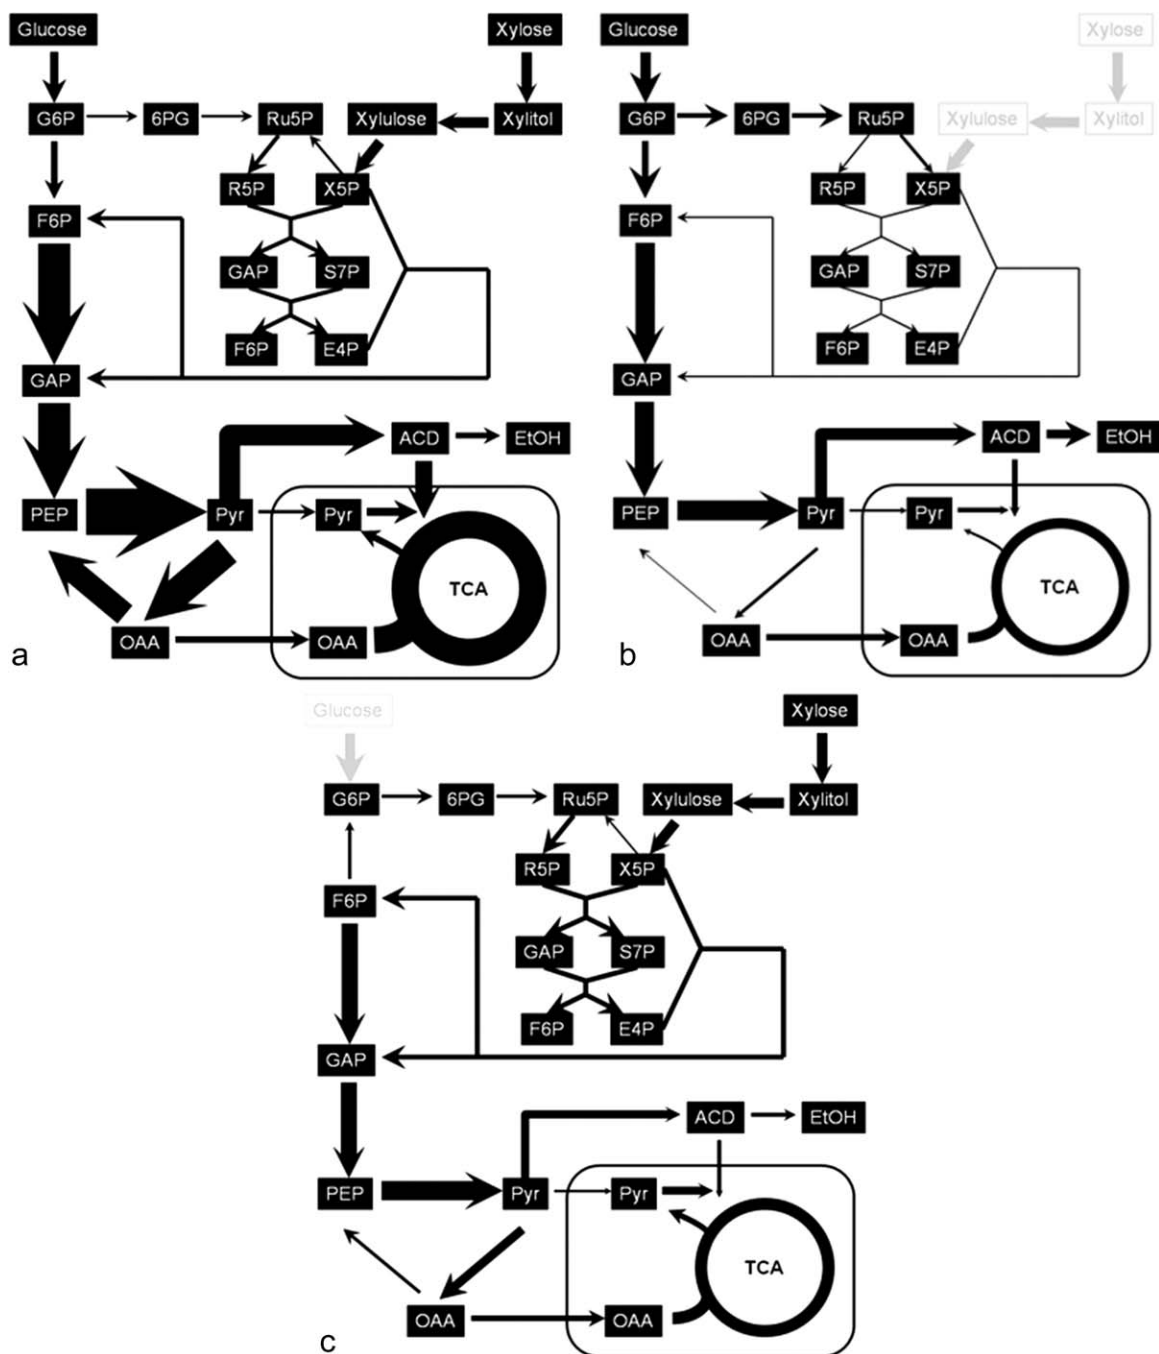 Glucose Xylose
G6P 6PG Ru5P Xylulose Xylitol
R5P X5P
F6P
GAP S7P
F6P E4P
GAP
ACD EtOH
PEP Pyr Pyr
TCA
OAA OAA
a
Glucose Xylose
G6P 6PG Ru5P Xylulose Xylitol
R5P X5P
F6P
GAP S7P
F6P E4P
GAP
ACD EtOH
PEP Pyr Pyr
TCA
OAA OAA
b
Glucose Xylose
G6P 6PG Ru5P Xylulose Xylitol
R5P X5P
F6P
GAP S7P
F6P E4P
GAP
ACD EtOH
PEP Pyr Pyr
TCA
OAA OAA
c